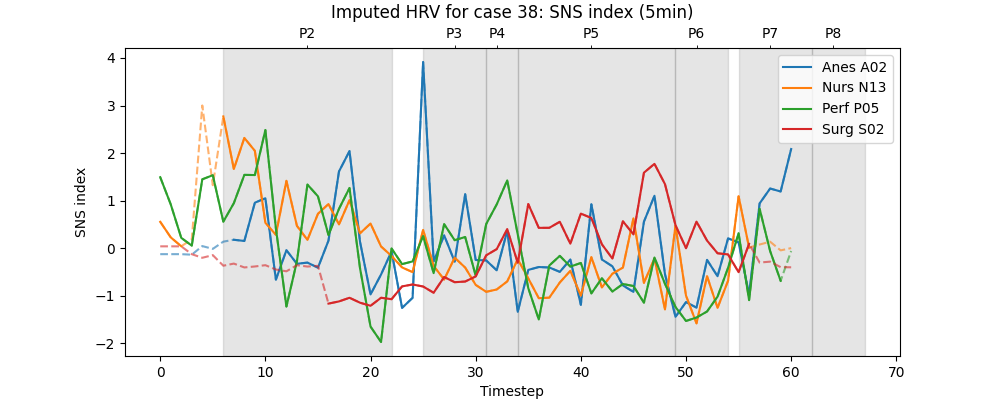 Imputed HRV for case 38: SNS index (5min)
P2 P3 P4 P5 P6 P7 P8
4
3
2
1
0
−1
−2
SNS index
Anes A02
Nurs N13
Perf P05
Surg S02
0 10 20 30 40 50 60 70
Timestep